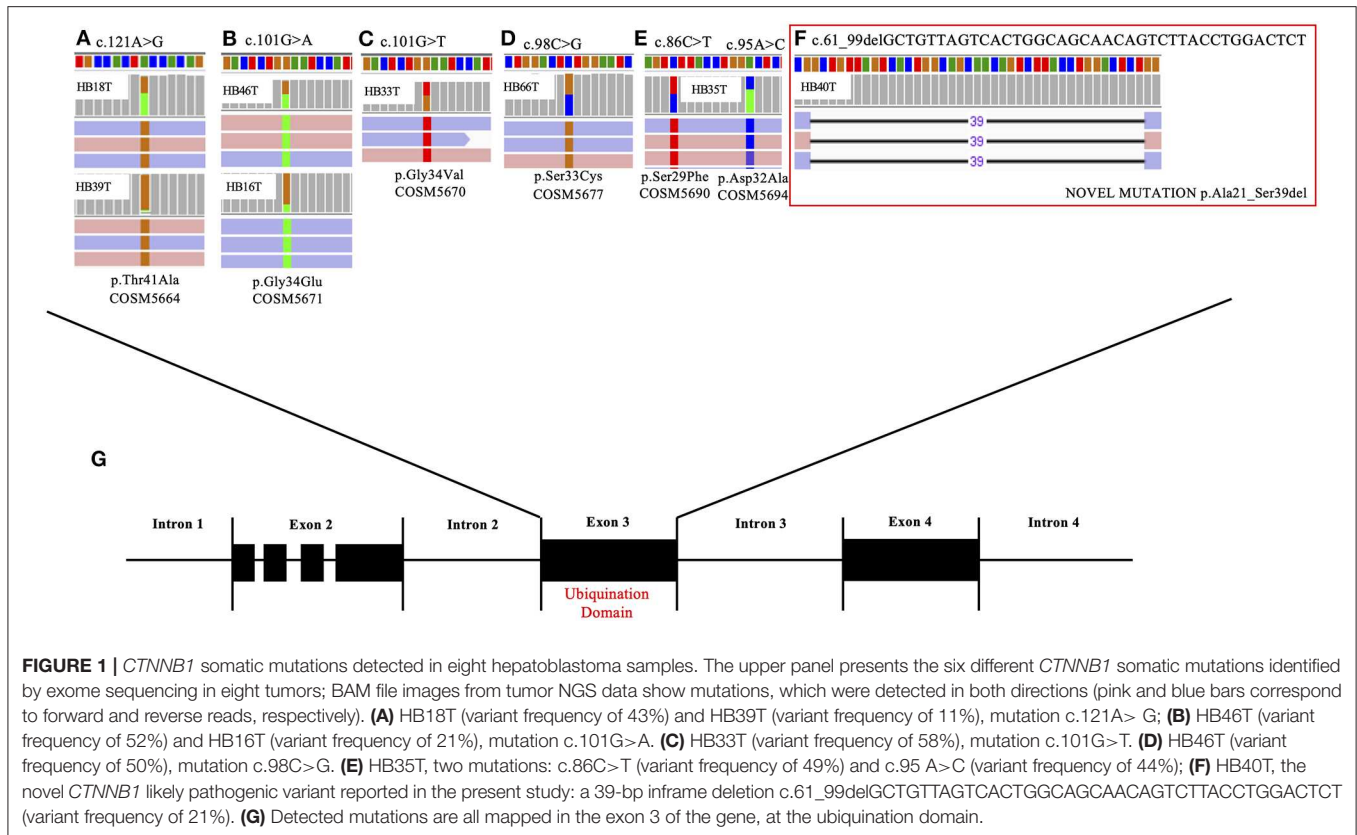 A c.121A>G
B c.101G>A
C c.101G>T
D c.98C>G
E c.86C>T c.95A>C
F c.61_99delGCTGTTAGTCACTGGCAGCAACAGTCTTACCTGGACTCT
HB18T
HB46T
HB33T
HB66T
HB35T
HB40T
39
39
39
HB39T
HB16T
p.Gly34Val
COSM5670
p.Ser33Cys
COSM5677
p.Ser29Phe
COSM5690
p.Asp32Ala
COSM5694
NOVEL MUTATION p.Ala21_Ser39del
p.Thr41Ala
COSM5664
p.Gly34Glu
COSM5671
G
Intron 1
Exon 2
Intron 2
Exon 3
Intron 3
Exon 4
Intron 4
Ubiquination
Domain
FIGURE 1 | CTNNB1 somatic mutations detected in eight hepatoblastoma samples. The upper panel presents the six different CTNNB1 somatic mutations identified
by exome sequencing in eight tumors; BAM file images from tumor NGS data show mutations, which were detected in both directions (pink and blue bars correspond
to forward and reverse reads, respectively). (A) HB18T (variant frequency of 43%) and HB39T (variant frequency of 11%), mutation c.121A> G; (B) HB46T (variant
frequency of 52%) and HB16T (variant frequency of 21%), mutation c.101G>A. (C) HB33T (variant frequency of 58%), mutation c.101G>T. (D) HB46T (variant
frequency of 50%), mutation c.98C>G. (E) HB35T, two mutations: c.86C>T (variant frequency of 49%) and c.95 A>C (variant frequency of 44%); (F) HB40T, the
novel CTNNB1 likely pathogenic variant reported in the present study: a 39-bp inframe deletion c.61_99delGCTGTTAGTCACTGGCAGCAACAGTCTTACCTGGACTCT
(variant frequency of 21%). (G) Detected mutations are all mapped in the exon 3 of the gene, at the ubiquination domain.